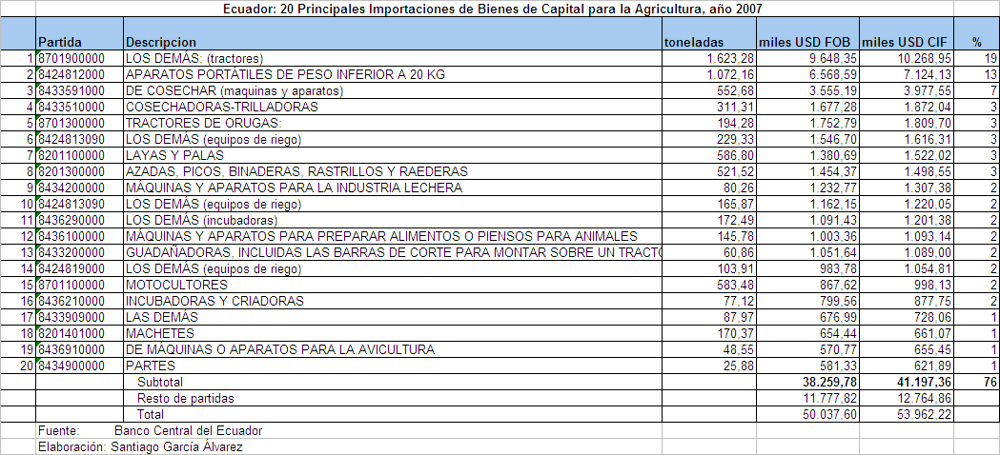 Ecuador: 20 Principales Importaciones de Bienes de Capital para la Agricultura, año 2007
Partida Descripcion toneladas miles USD FOB miles USD CIF %
1 8701900000 LOS DEMÁS: (tractores) 1.623,28 9.648,35 10.268,95 19
2 8424812000 APARATOS PORTÁTILES DE PESO INFERIOR A 20 KG 1.072,16 6.568,59 7.124,13 13
3 8433591000 DE COSECHAR (maquinas y aparatos) 552,68 3.555,19 3.977,55 7
4 8433510000 COSECHADORAS-TRILLADORAS 311,31 1.677,28 1.872,04 3
5 8701300000 TRACTORES DE ORUGAS: 194,28 1.752,79 1.809,70 3
6 8424813090 LOS DEMÁS (equipos de riego) 229,33 1.546,70 1.616,31 3
7 8201100000 LAYAS Y PALAS 586,80 1.380,69 1.522,02 3
8 8201300000 AZADAS, PICOS, BINADERAS, RASTRILLOS Y RAEDERAS 521,52 1.454,37 1.498,55 3
9 8434200000 MÁQUINAS Y APARATOS PARA LA INDUSTRIA LECHERA 80,26 1.232,77 1.307,38 2
10 8424813090 LOS DEMÁS (equipos de riego) 165,87 1.162,15 1.220,05 2
11 8436290000 LOS DEMÁS (incubadoras) 172,49 1.091,43 1.201,38 2
12 8436100000 MÁQUINAS Y APARATOS PARA PREPARAR ALIMENTOS O PIENSOS PARA ANIMALES 145,78 1.003,36 1.093,14 2
13 8433200000 GUADAÑADORAS, INCLUIDAS LAS BARRAS DE CORTE PARA MONTAR SOBRE UN TRACTO 60,86 1.051,64 1.089,00 2
14 8424819000 LOS DEMÁS (equipos de riego) 103,91 983,78 1.054,81 2
15 8701100000 MOTOCULTORES 583,48 867,62 998,13 2
16 8436210000 INCUBADORAS Y CRIADORAS 77,12 799,56 877,75 2
17 8433909000 LAS DEMÁS 87,97 676,99 728,06 1
18 8201401000 MACHETES 170,37 654,44 661,07 1
19 8436910000 DE MÁQUINAS O APARATOS PARA LA AVICULTURA 48,55 570,77 655,45 1
20 8434900000 PARTES 25,88 581,33 621,89 1
Subtotal 38.259,78 41.197,36 76
Resto de partidas 11.777,82 12.764,86
Total 50.037,60 53.962,22
Fuente: Banco Central del Ecuador
Elaboración: Santiago García Álvarez